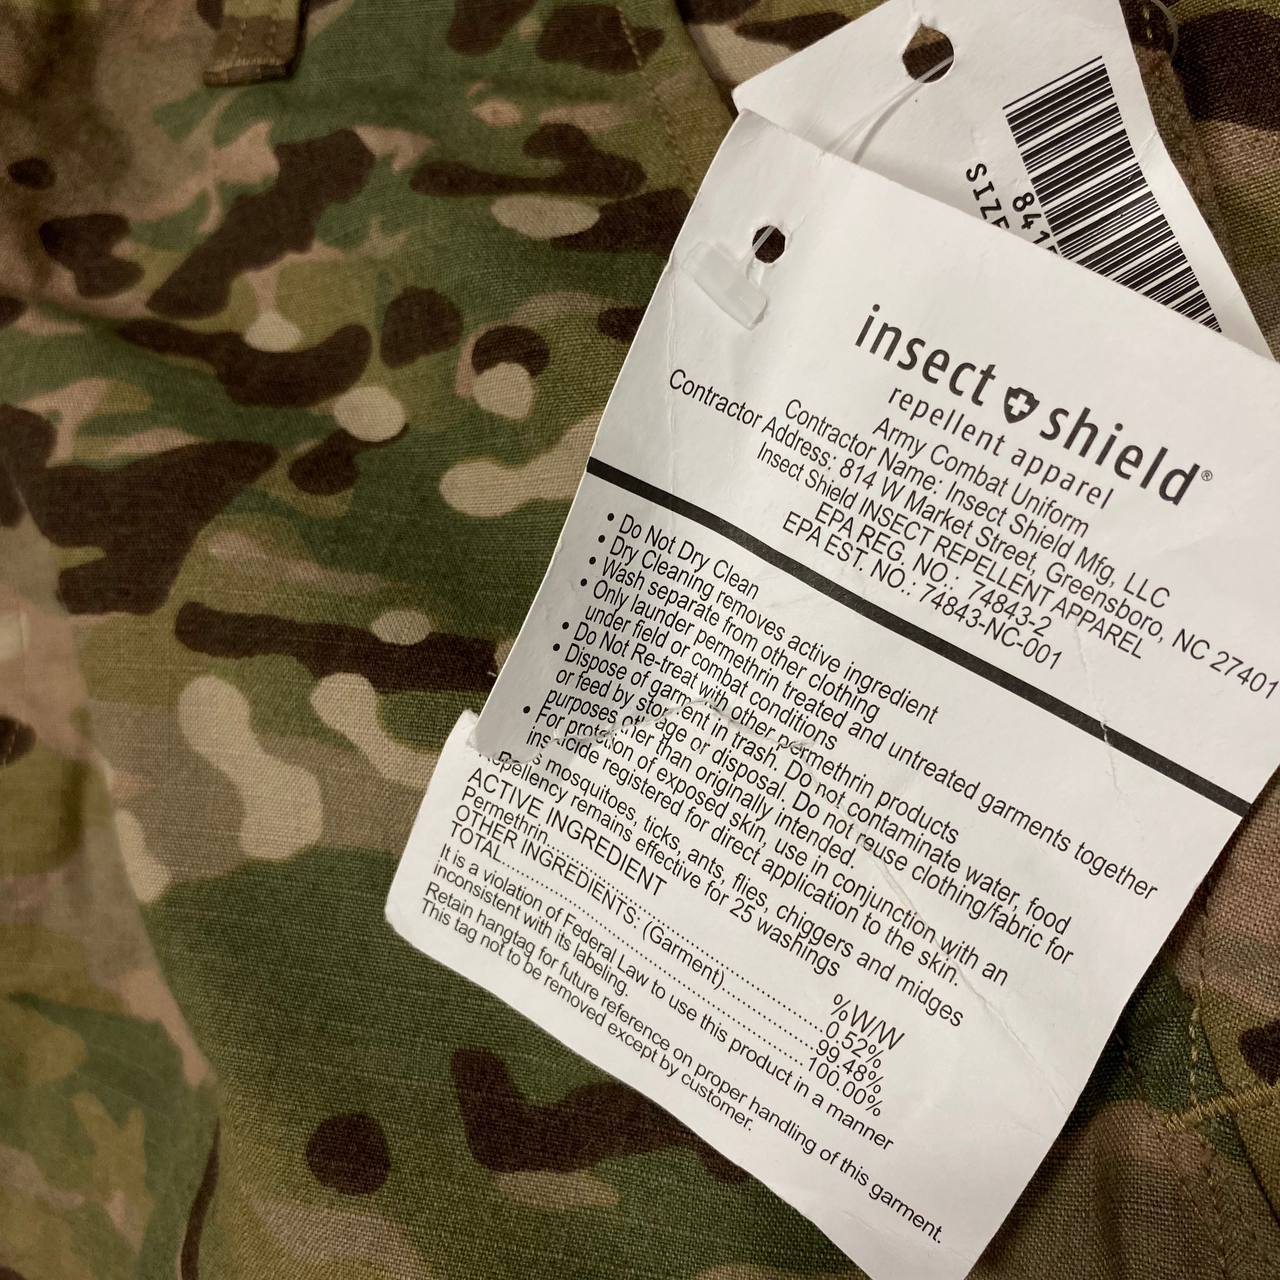 SIZE
insect shield®
repellent apparel
Army Combat Uniform
Contractor Name: Insect Shield Mfg, LLC
Contractor Address: 814 W Market Street, Greensboro, NC 27401
Insect Shield INSECT REPELLENT APPAREL
EPA REG. NO.: 74843-2
EPA EST. NO.: 74843-NC-001
• Do Not Dry Clean
• Dry Cleaning removes active ingredient
• Wash separate from other clothing
• Only launder permethrin treated and untreated garments together
under field or combat conditions
• Do Not Re-treat with other permethrin products
• Dispose of garment in trash. Do not contaminate water, food
or feed by storage or disposal. Do not reuse clothing/fabric for
purposes other than originally intended.
• For protection of exposed skin, use in conjunction with an
insecticide registered for direct application to the skin.
mosquitoes, ticks, ants, flies, chiggers and midges
Repellency remains effective for 25 washings
ACTIVE INGREDIENT %W/W
Permethrin 0.52%
OTHER INGREDIENTS: (Garment) 99.48%
TOTAL 100.00%
It is a violation of Federal Law to use this product in a manner
inconsistent with its labeling.
Retain hangtag for future reference on proper handling of this garment.
This tag not to be removed except by customer.